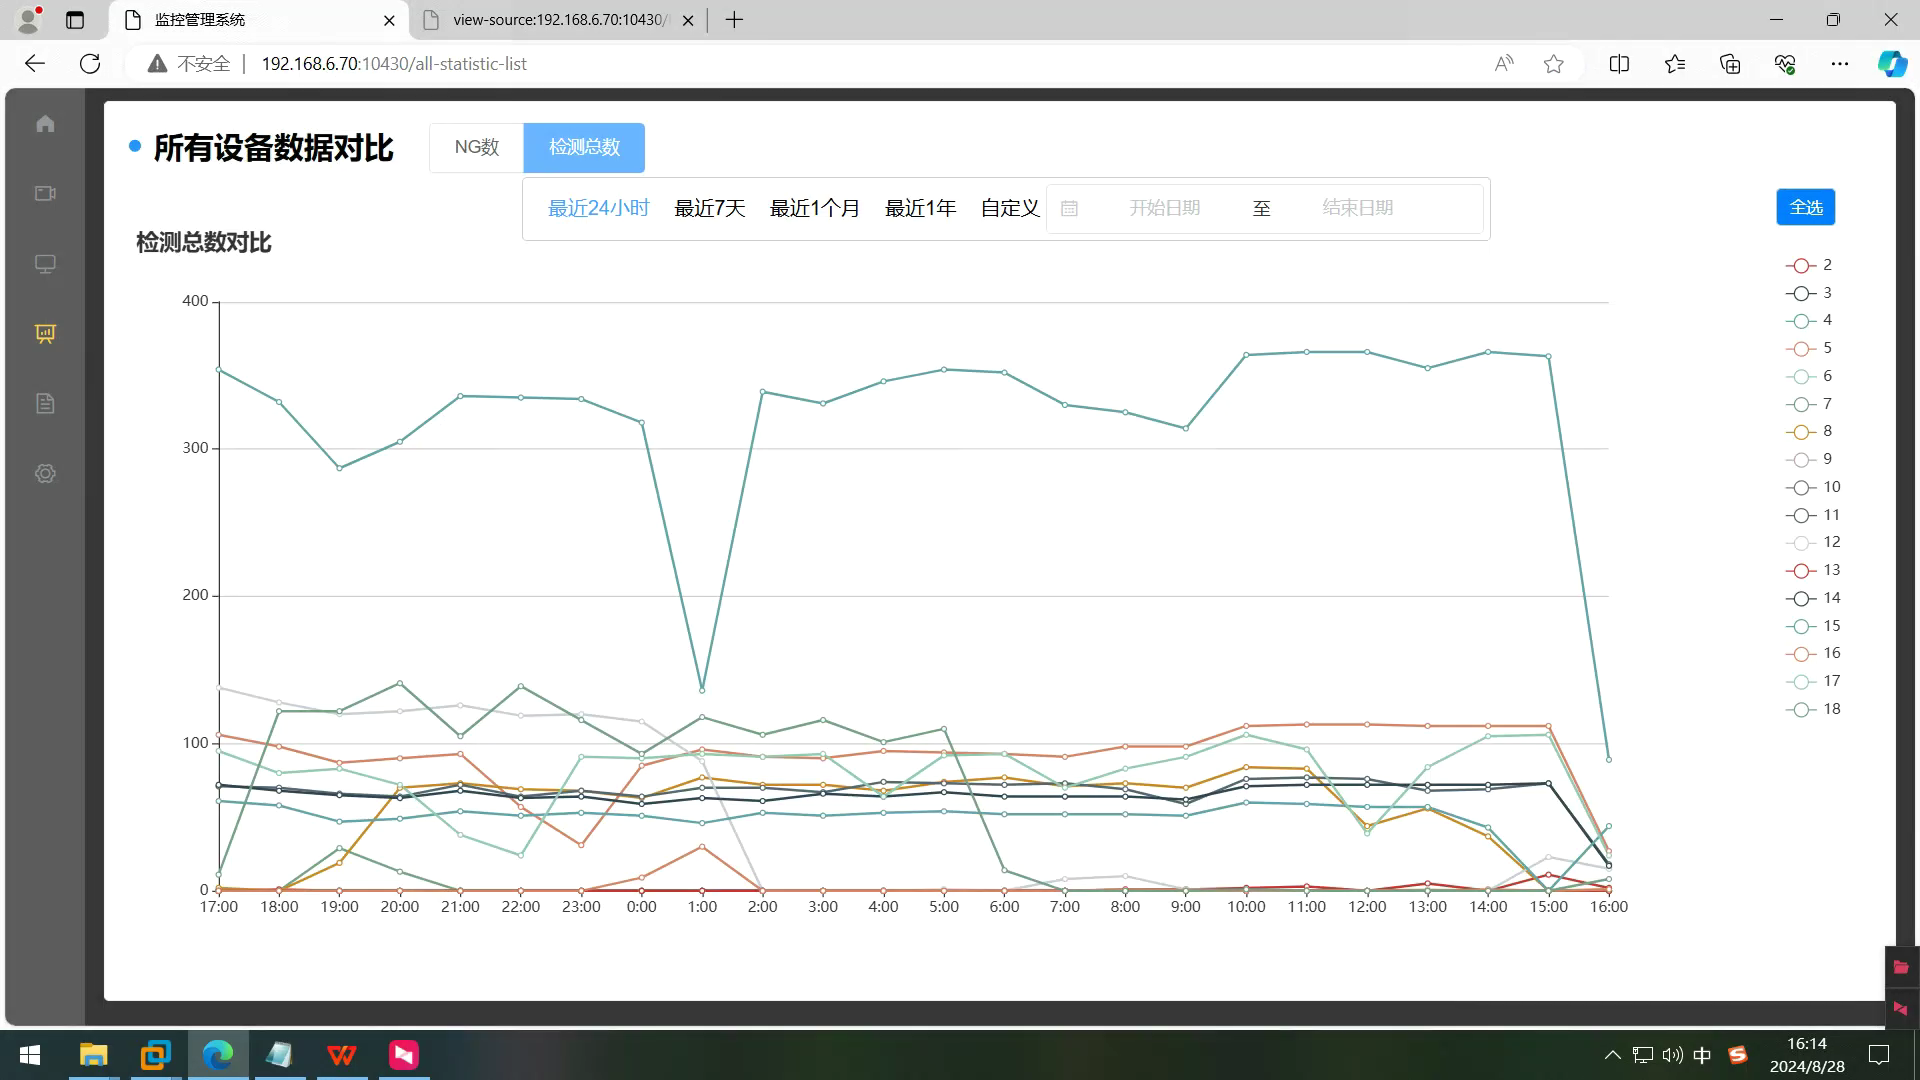 监控管理系统
view-source:192.168.6.70:10430/
不安全
192.168.6.70:10430/all-statistic-list
所有设备数据对比
NG数
检测总数
最近24小时 最近7天 最近1个月 最近1年 自定义 开始日期 至 结束日期
全选
检测总数对比
400
300
200
100
0
17:00 18:00 19:00 20:00 21:00 22:00 23:00 0:00 1:00 2:00 3:00 4:00 5:00 6:00 7:00 8:00 9:00 10:00 11:00 12:00 13:00 14:00 15:00 16:00
2
3
4
5
6
7
8
9
10
11
12
13
14
15
16
17
18
中
16:14
2024/8/28